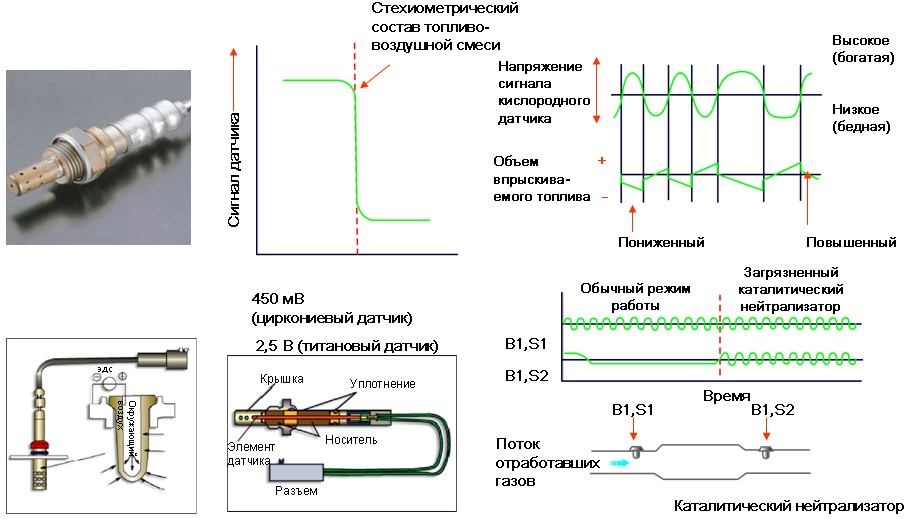 Стехиометрический
состав топливо-
воздушной смеси
Сигнал датчика
Напряжение
сигнала
кислородного
датчика
Высокое
(богатая)
Низкое
(бедная)
Объем
впрыскива-
емого топлива
+
–
Пониженный
Повышенный
450 мВ
(циркониевый датчик)
2,5 В (титановый датчик)
Обычный режим
работы
Загрязненный
каталитический
нейтрализатор
B1,S1
B1,S2
Время
эдс
Окружающий
воздух
Крышка
Уплотнение
Элемент
датчика
Носитель
Разъем
B1,S1
B1,S2
Поток
отработавших
газов
Каталитический нейтрализатор